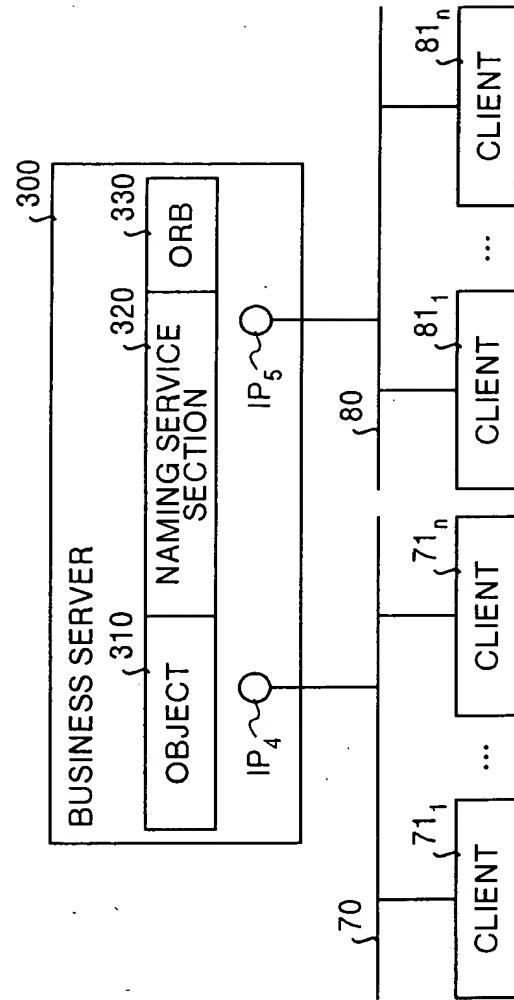 300
BUSINESS SERVER
310
320
330
OBJECT
NAMING SERVICE
SECTION
ORB
IP₄
IP₅
70
80
71₁
...
71ₙ
81₁
...
81ₙ
CLIENT
CLIENT
CLIENT
CLIENT